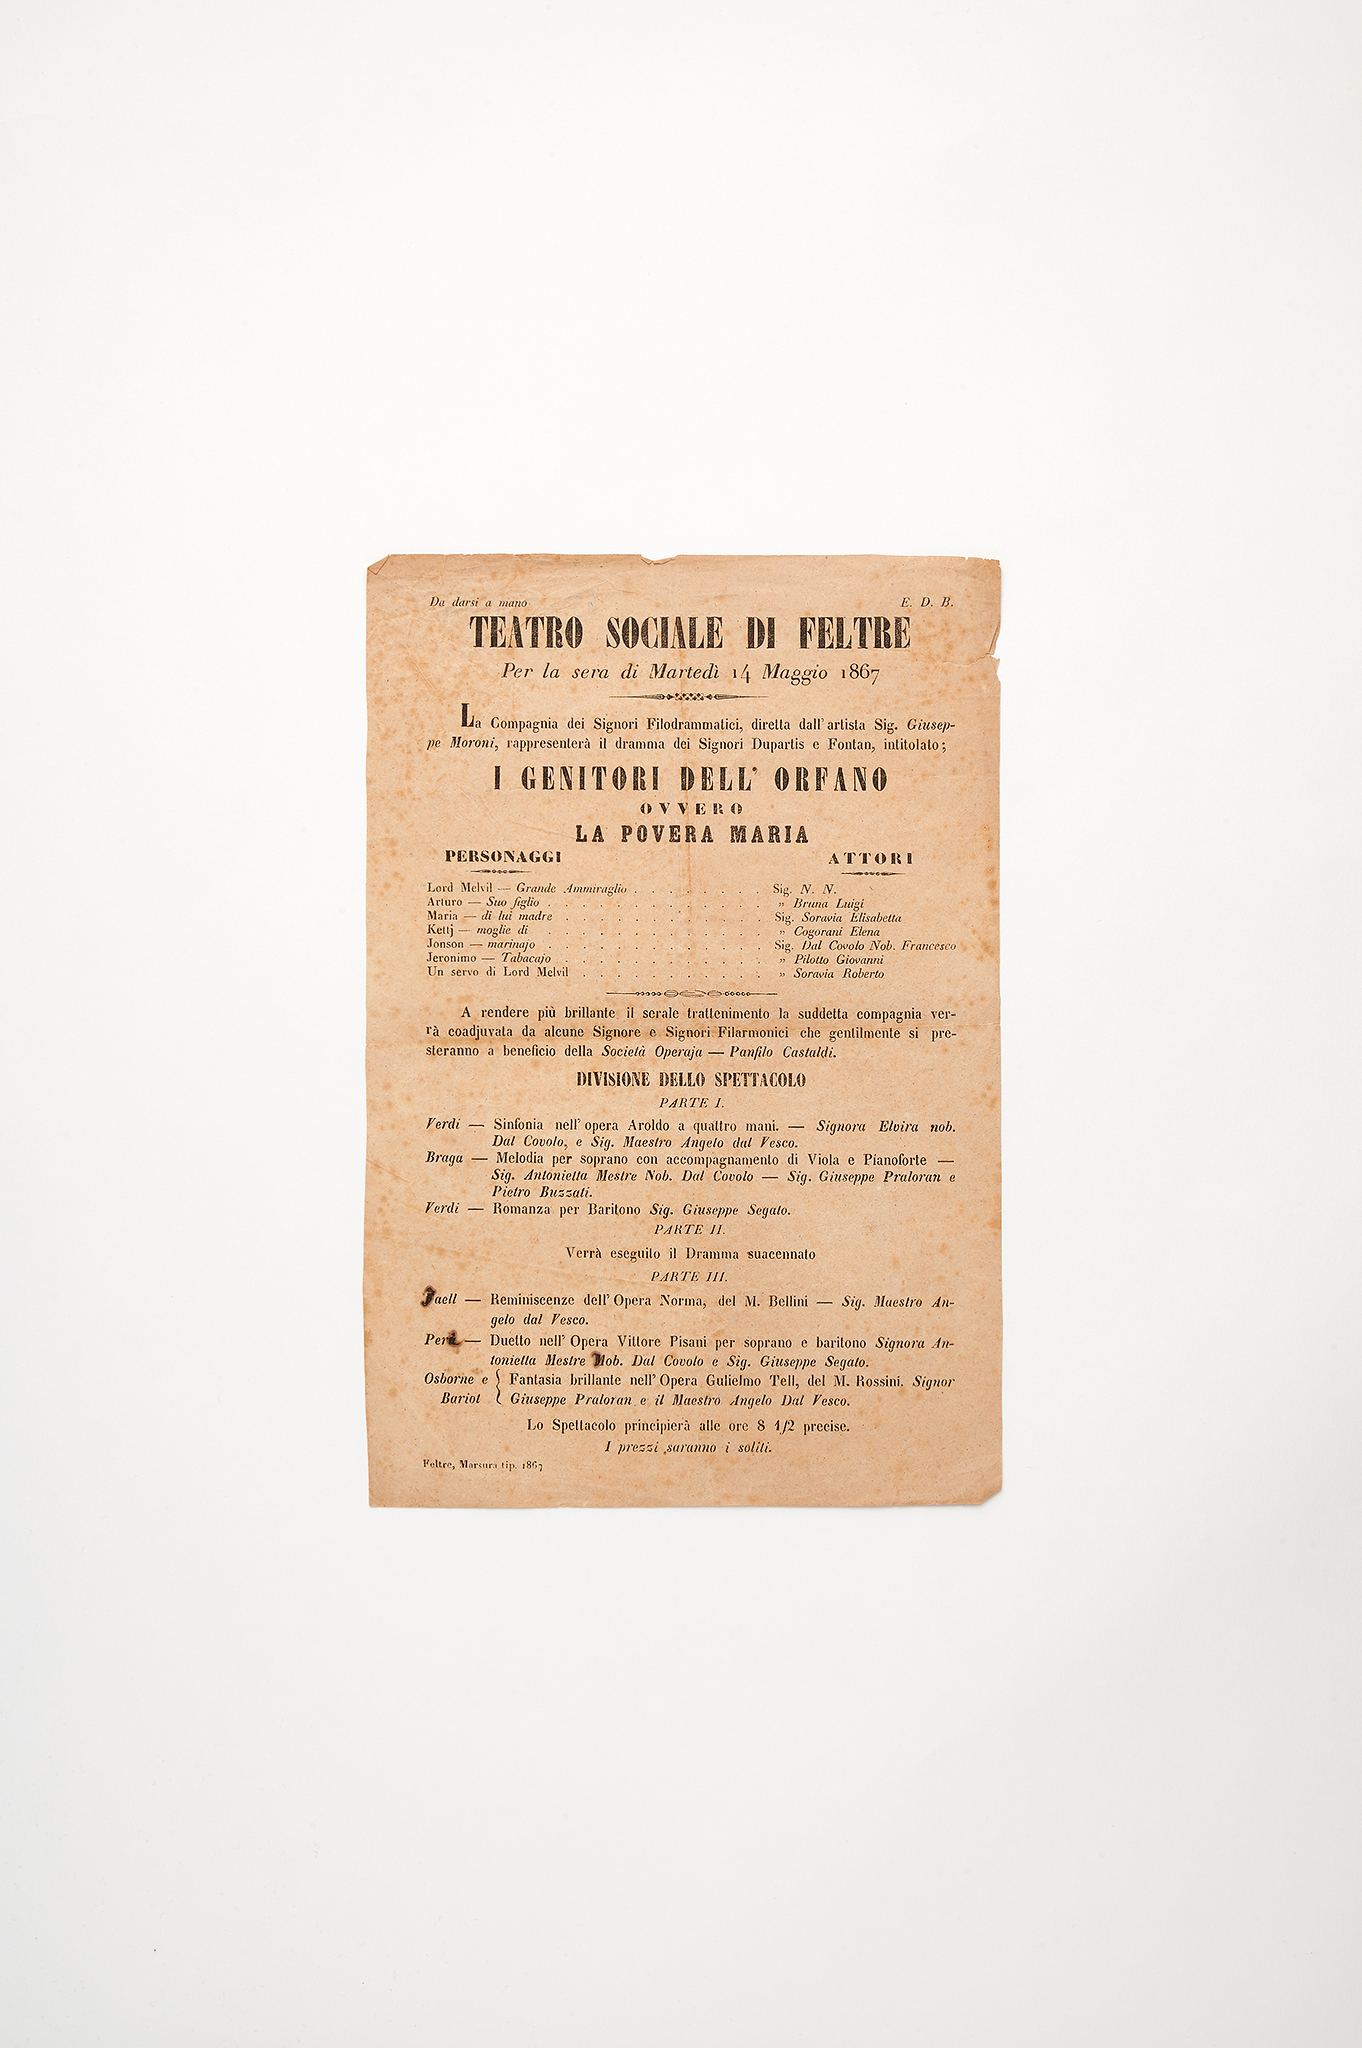 Da darsi a mano E. D. B.
TEATRO SOCIALE DI FELTRE
Per la sera di Martedì 14 Maggio 1867
La Compagnia dei Signori Filodrammatici, diretta dall'artista Sig. Giusep-
pe Moroni, rappresenterà il dramma dei Signori Dupartis e Fontan, intitolato;
I GENITORI DELL' ORFANO
OVVERO
LA POVERA MARIA
PERSONAGGI ATTORI
Lord Melvil — Grande Ammiraglio . . . . . . . . Sig. N. N.
Arturo — Suo figlio . . . . . . . . . . . . . „ Bruna Luigi
Maria — di lui madre . . . . . . . . . . . . Sig. Soravia Elisabetta
Kettj — moglie di . . . . . . . . . . . . . „ Cogorani Elena
Jonson — marinajo . . . . . . . . . . . . . Sig. Dal Covolo Nob. Francesco
Jeronimo — Tabacajo . . . . . . . . . . . . „ Pilotto Giovanni
Un servo di Lord Melvil . . . . . . . . . . . „ Soravia Roberto
A rendere più brillante il serale trattenimento la suddetta compagnia ver-
rà coadjuvata da alcune Signore e Signori Filarmonici che gentilmente si pre-
steranno a beneficio della Società Operaja — Panfilo Castaldi.
DIVISIONE DELLO SPETTACOLO
PARTE I.
Verdi — Sinfonia nell'opera Aroldo a quattro mani. — Signora Elvira nob.
Dal Covolo, e Sig. Maestro Angelo dal Vesco.
Braga — Melodia per soprano con accompagnamento di Viola e Pianoforte —
Sig. Antonietta Mestre Nob. Dal Covolo — Sig. Giuseppe Praloran e
Pietro Buzzati.
Verdi — Romanza per Baritono Sig. Giuseppe Segato.
PARTE II.
Verrà eseguito il Dramma suacennato
PARTE III.
Jaell — Reminiscenze dell'Opera Norma, del M. Bellini — Sig. Maestro An-
gelo dal Vesco.
Peri — Duetto nell'Opera Vittore Pisani per soprano e baritono Signora An-
tonietta Mestre Nob. Dal Covolo e Sig. Giuseppe Segato.
Osborne e { Fantasia brillante nell'Opera Gulielmo Tell, del M. Rossini. Signor
Bariot { Giuseppe Praloran e il Maestro Angelo Dal Vesco.
Lo Spettacolo principierà alle ore 8 1/2 precise.
I prezzi saranno i soliti.
Feltre, Marsura tip. 1867